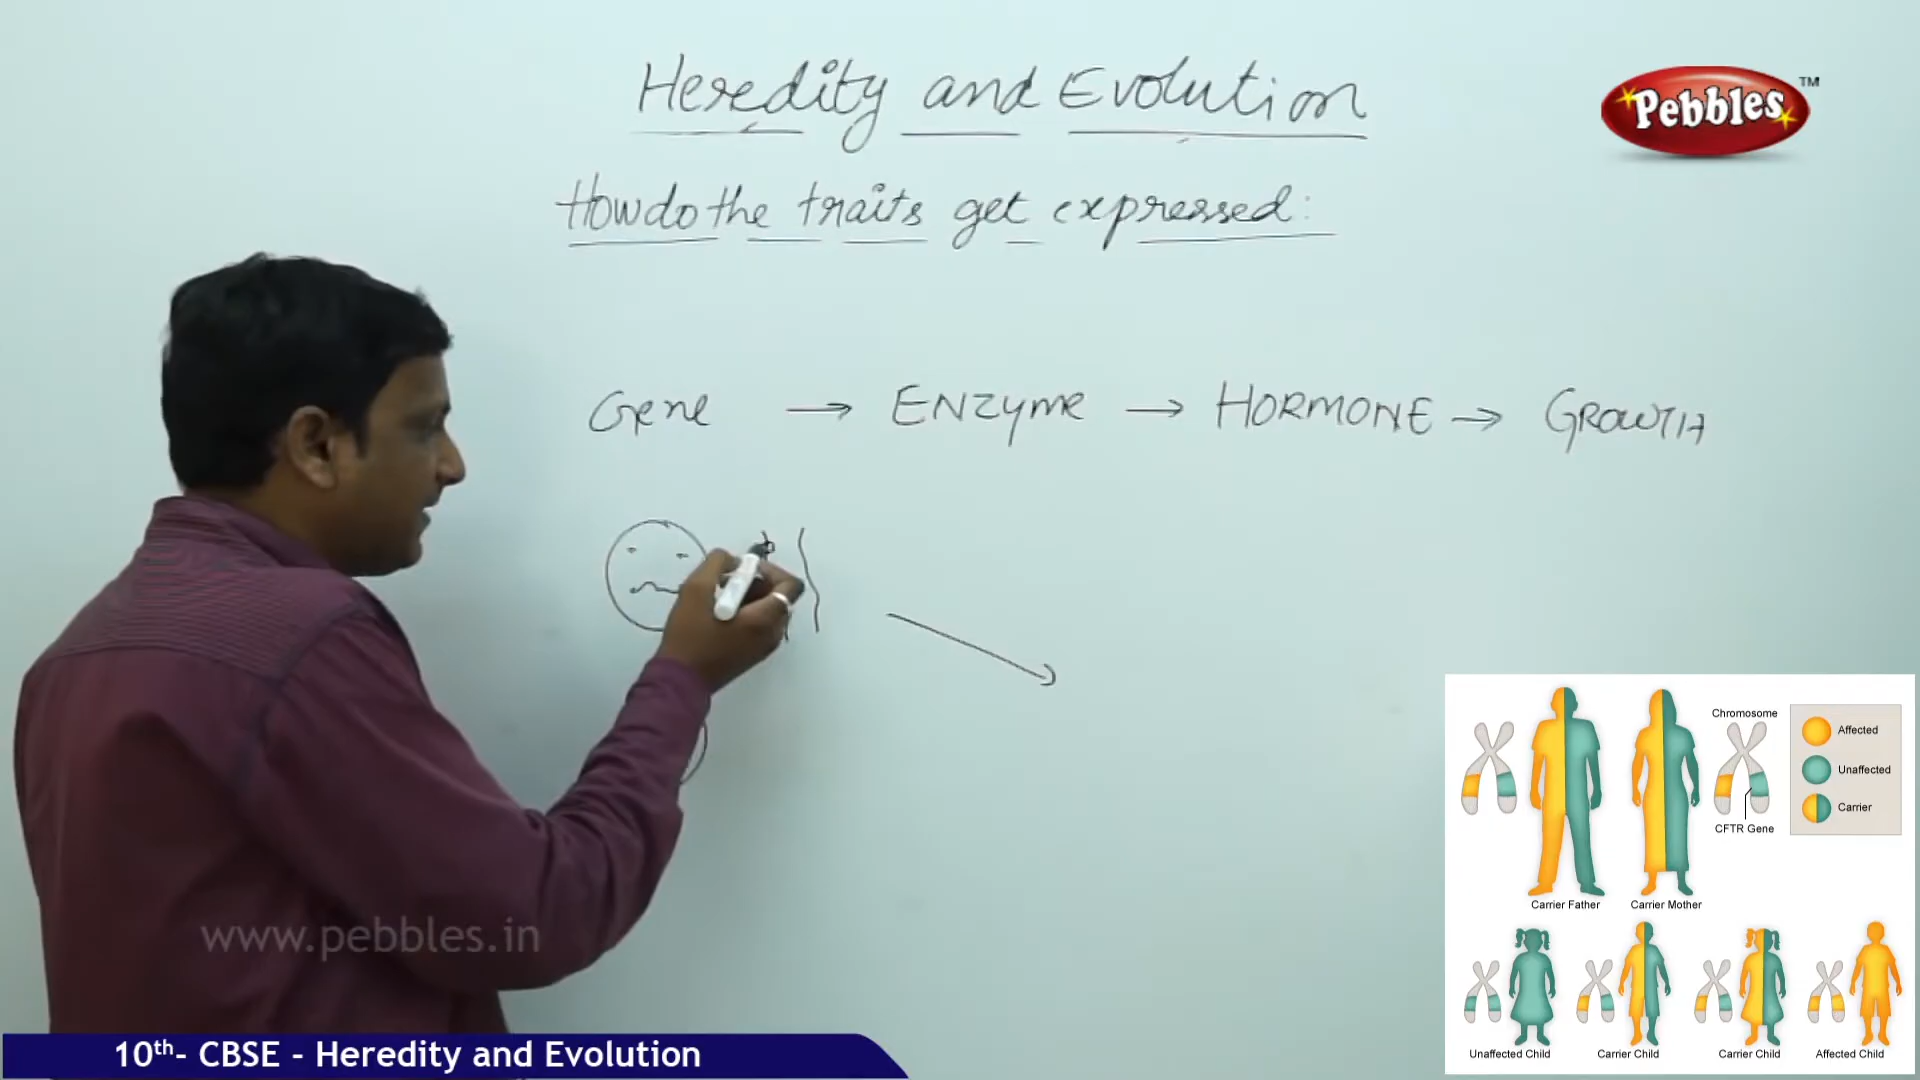 Heredity and Evolution
Pebbles™
How do the traits get expressed:
Gene → ENZYME → HORMONE → GROWTH
Chromosome
Affected
Unaffected
Carrier
CFTR Gene
Carrier Father
Carrier Mother
www.pebbles.in
Unaffected Child
Carrier Child
Carrier Child
Affected Child
10th- CBSE - Heredity and Evolution